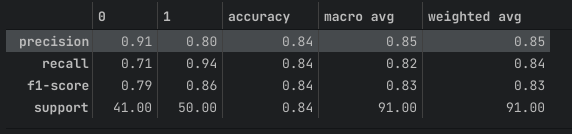 0 1 accuracy macro avg weighted avg
precision 0.91 0.80 0.84 0.85 0.85
recall 0.71 0.94 0.84 0.82 0.84
f1-score 0.79 0.86 0.84 0.83 0.83
support 41.00 50.00 0.84 91.00 91.00